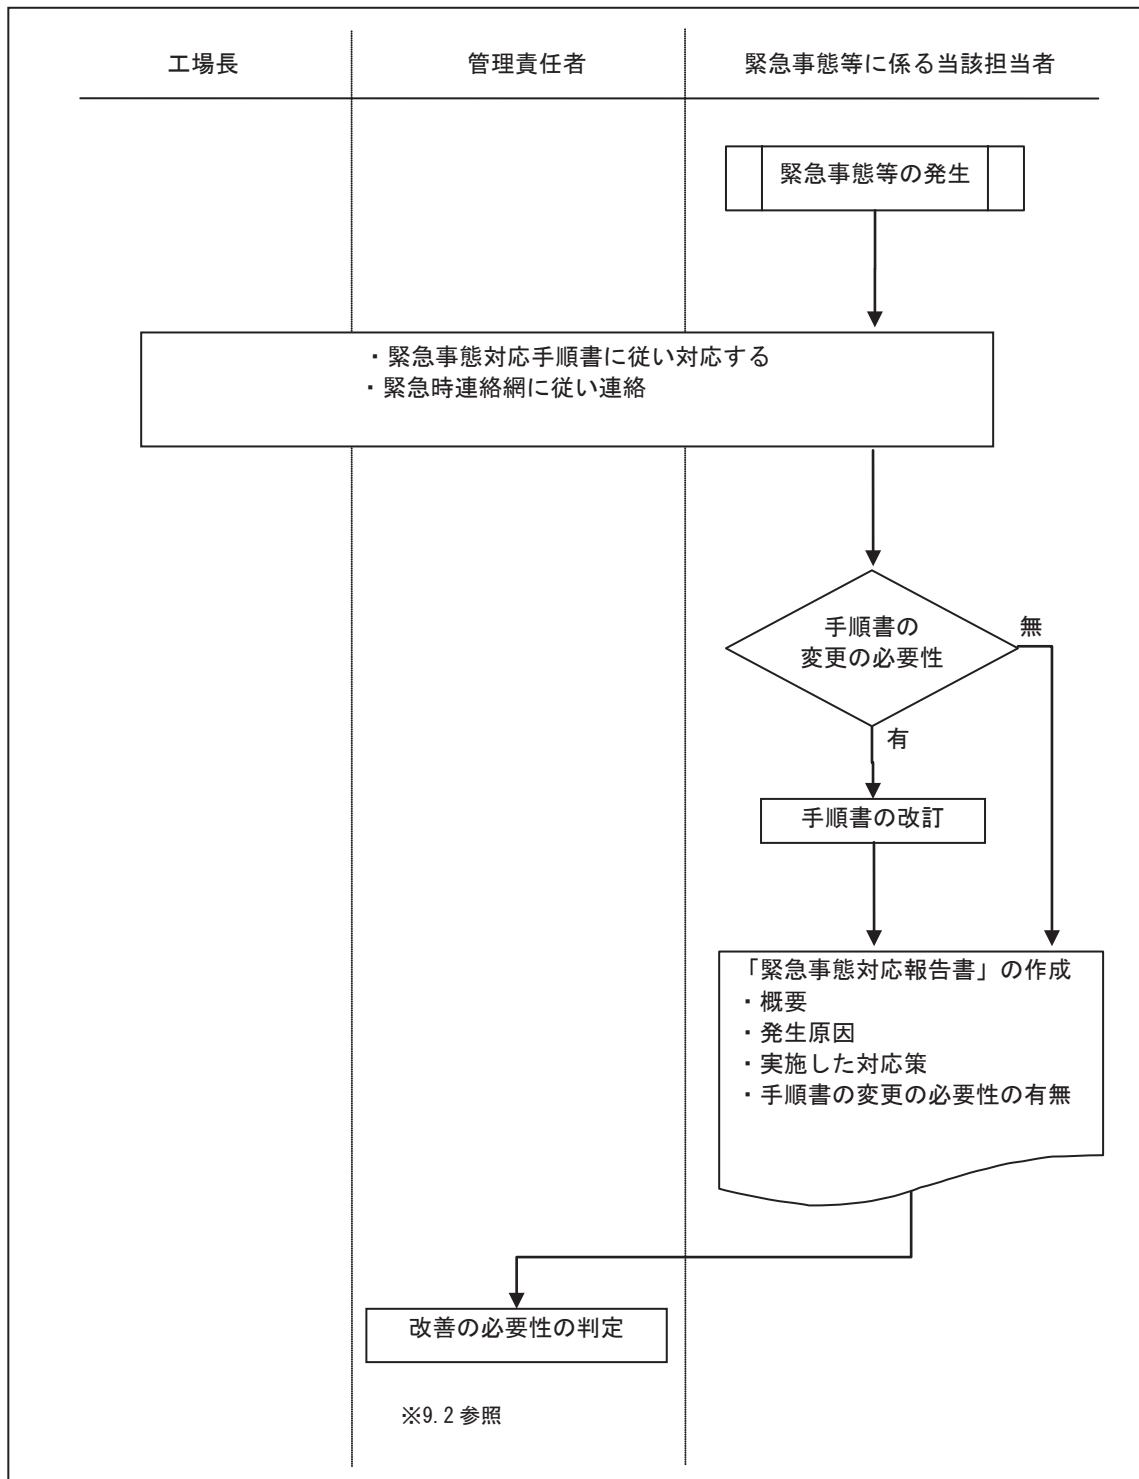 工場長
管理責任者
緊急事態等に係る当該担当者
緊急事態等の発生
・緊急事態対応手順書に従い対応する
・緊急時連絡網に従い連絡
手順書の
変更の必要性
無
有
手順書の改訂
「緊急事態対応報告書」の作成
・概要
・発生原因
・実施した対応策
・手順書の変更の必要性の有無
改善の必要性の判定
※9.2 参照